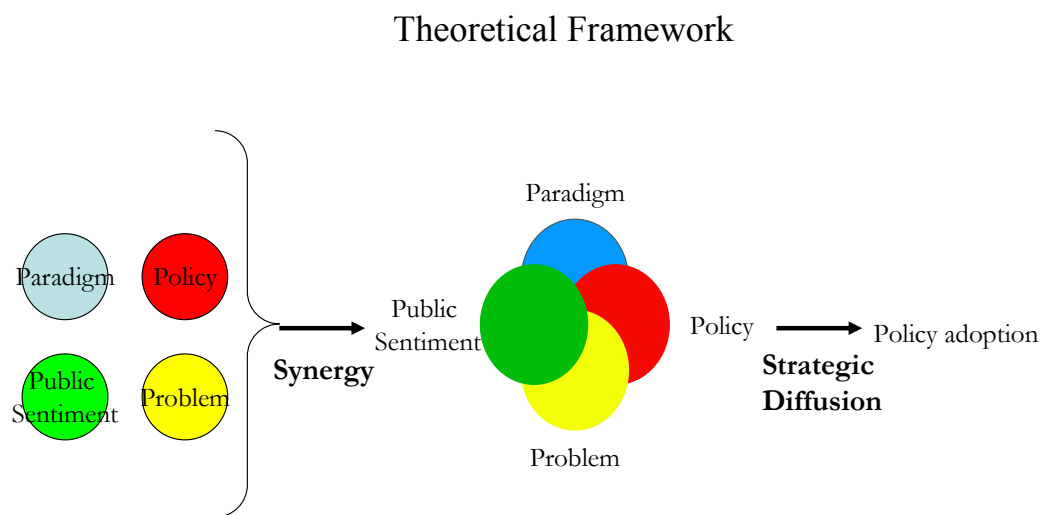 Theoretical Framework
Paradigm
Policy
Public
Sentiment
Problem
Synergy
Paradigm
Public
Sentiment
Policy
Problem
Strategic
Diffusion
Policy adoption